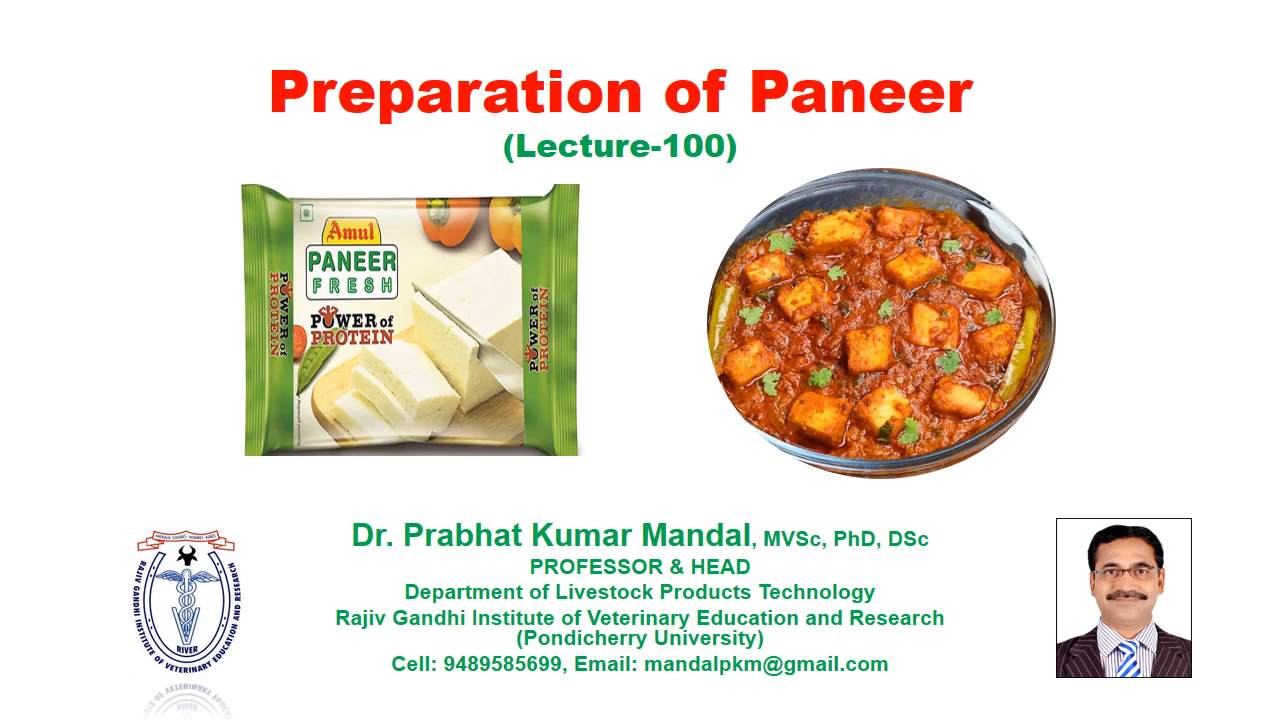 Preparation of Paneer
(Lecture-100)
Amul
PANEER
FRESH
POWER of
PROTEIN
POWER of
PROTEIN
POWER of
PROTEIN
Dr. Prabhat Kumar Mandal, MVSc, PhD, DSc
PROFESSOR & HEAD
Department of Livestock Products Technology
Rajiv Gandhi Institute of Veterinary Education and Research
(Pondicherry University)
Cell: 9489585699, Email: mandalpkm@gmail.com
RAJIV GANDHI INSTITUTE OF VETERINARY EDUCATION AND RESEARCH
RIVER